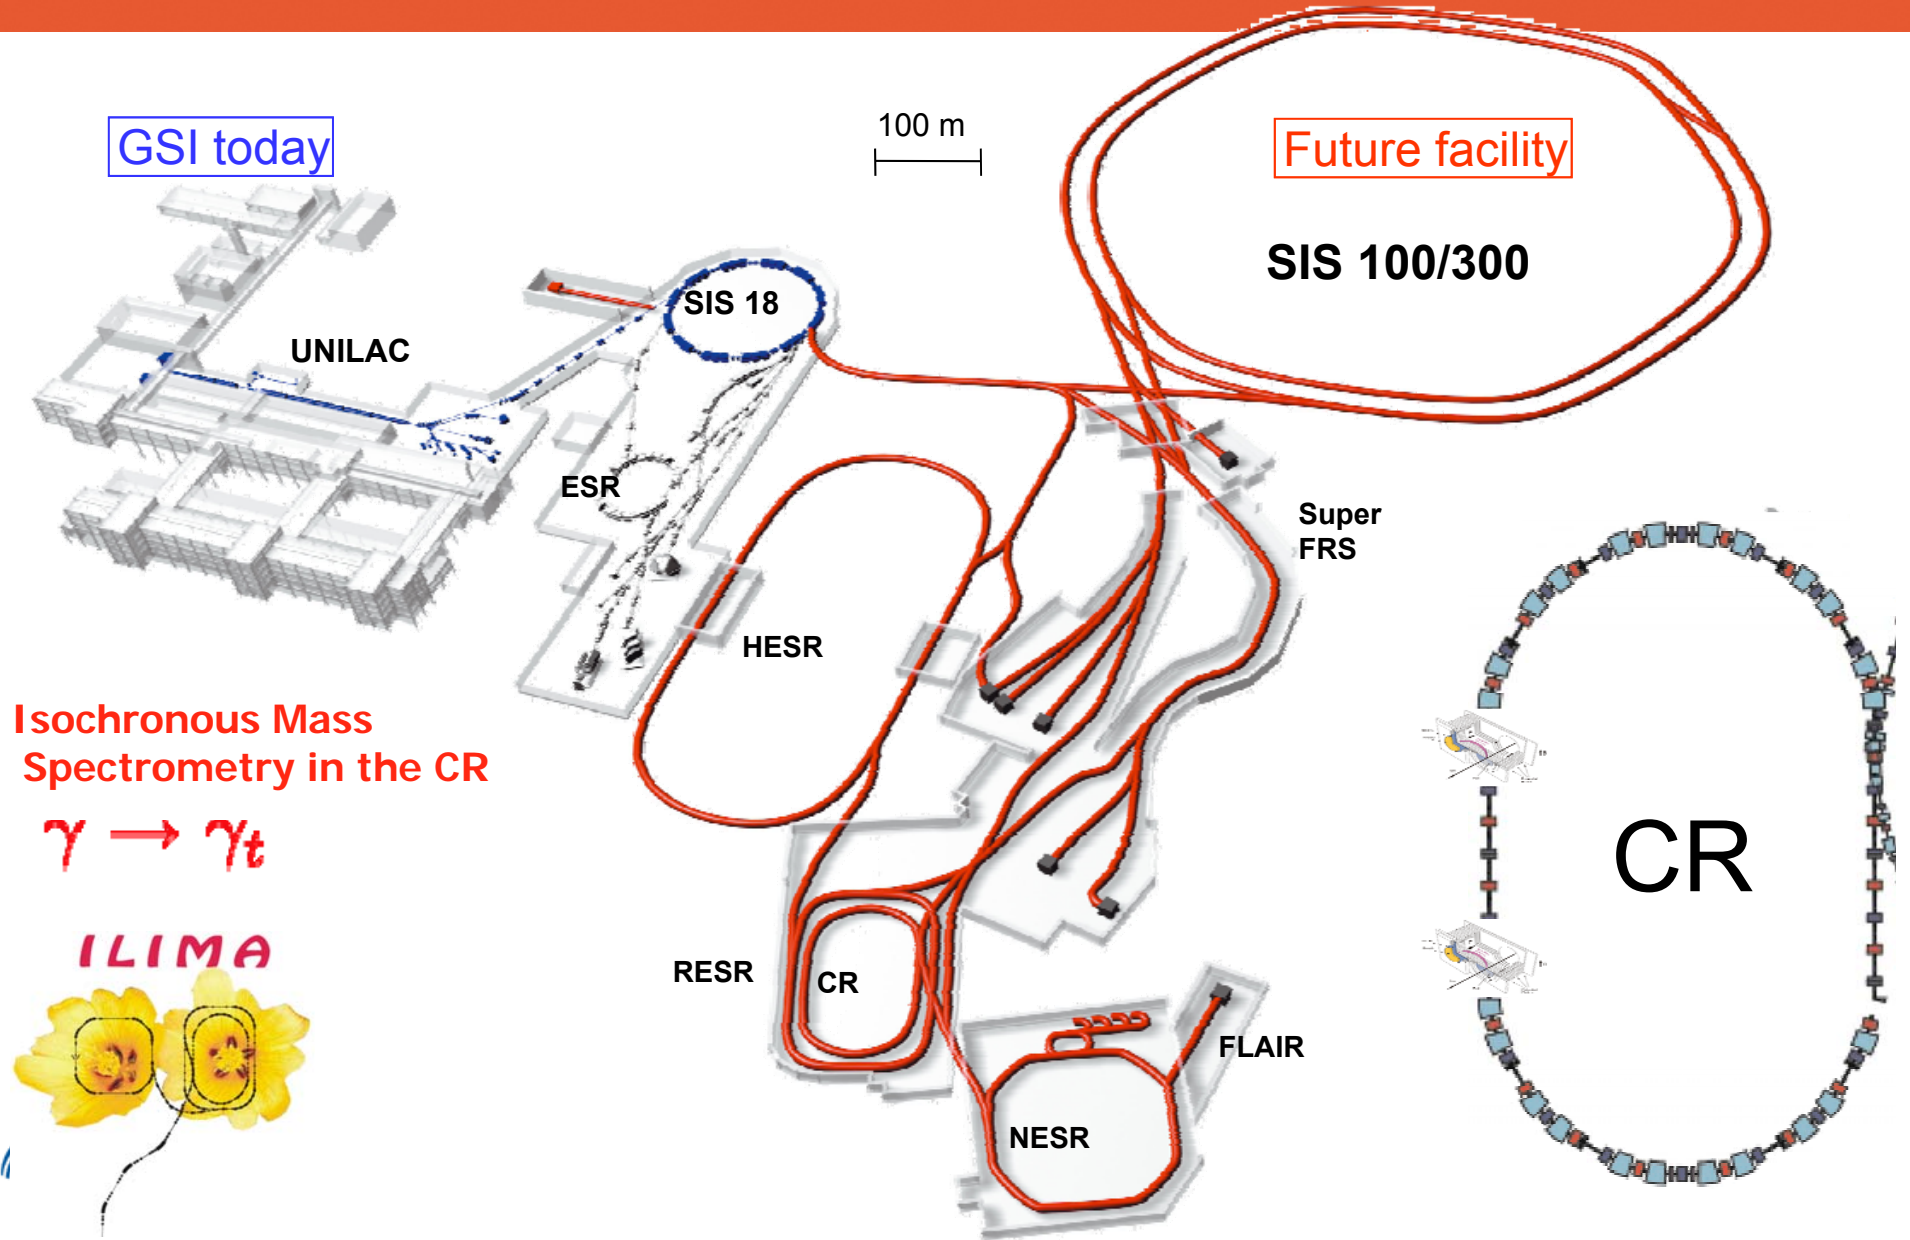 GSI today
100 m
Future facility
SIS 100/300
SIS 18
UNILAC
ESR
Super
FRS
HESR
Isochronous Mass
Spectrometry in the CR
γ → γt
CR
ILIMA
RESR
CR
FLAIR
NESR